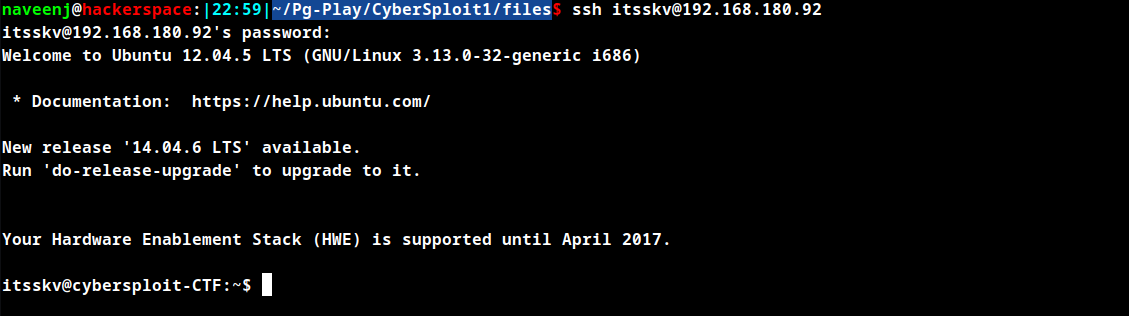 naveenj@hackerspace:|22:59|~/Pg-Play/CyberSploit1/files$ ssh itsskv@192.168.180.92
itsskv@192.168.180.92's password:
Welcome to Ubuntu 12.04.5 LTS (GNU/Linux 3.13.0-32-generic i686)
* Documentation:  https://help.ubuntu.com/
New release '14.04.6 LTS' available.
Run 'do-release-upgrade' to upgrade to it.
Your Hardware Enablement Stack (HWE) is supported until April 2017.
itsskv@cybersploit-CTF:~$